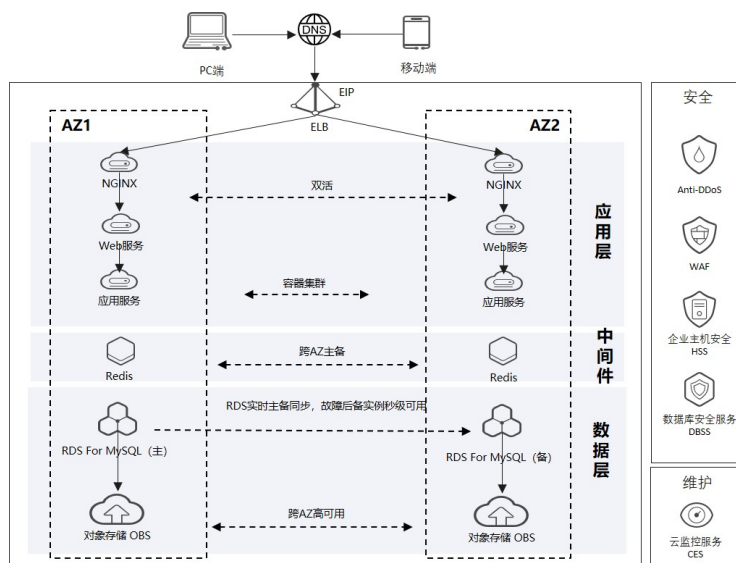 DNS
PC端
移动端
EIP
ELB
AZ1
AZ2
NGINX
NGINX
双活
Web服务
Web服务
应用服务
应用服务
容器集群
应用层
Redis
Redis
跨AZ主备
中间件
RDS实时主备同步，故障后备实例秒级可用
RDS For MySQL（主）
RDS For MySQL（备）
数据层
跨AZ高可用
对象存储 OBS
对象存储 OBS
安全
Anti-DDoS
WAF
企业主机安全
HSS
数据库安全服务
DBSS
维护
云监控服务
CES